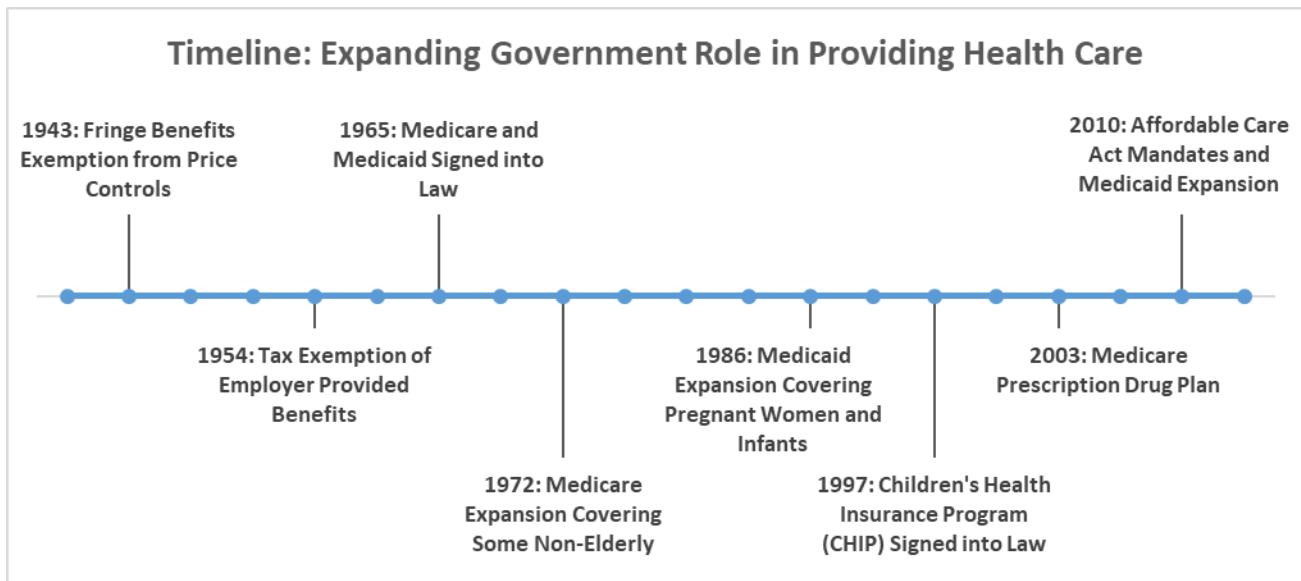 Timeline: Expanding Government Role in Providing Health Care
1943: Fringe Benefits
Exemption from Price
Controls
1965: Medicare and
Medicaid Signed into
Law
2010: Affordable Care
Act Mandates and
Medicaid Expansion
1954: Tax Exemption of
Employer Provided
Benefits
1986: Medicaid
Expansion Covering
Pregnant Women and
Infants
2003: Medicare
Prescription Drug Plan
1972: Medicare
Expansion Covering
Some Non-Elderly
1997: Children's Health
Insurance Program
(CHIP) Signed into Law